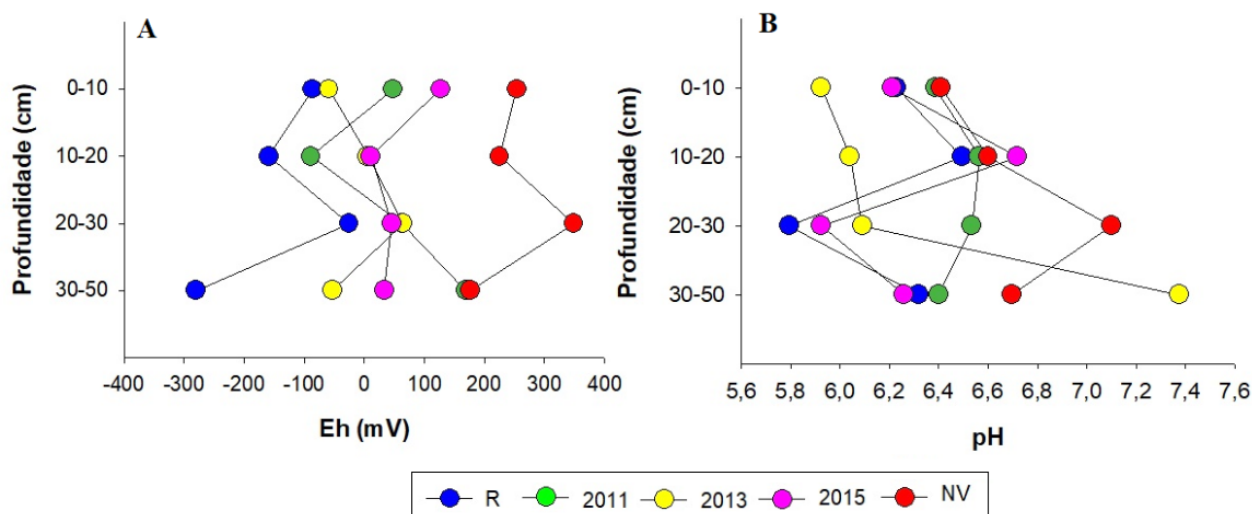 A
Profundidade (cm)
0-10
10-20
20-30
30-50
-400 -300 -200 -100 0 100 200 300 400
Eh (mV)
B
Profundidade (cm)
0-10
10-20
20-30
30-50
5,6 5,8 6,0 6,2 6,4 6,6 6,8 7,0 7,2 7,4 7,6
pH
R 2011 2013 2015 NV